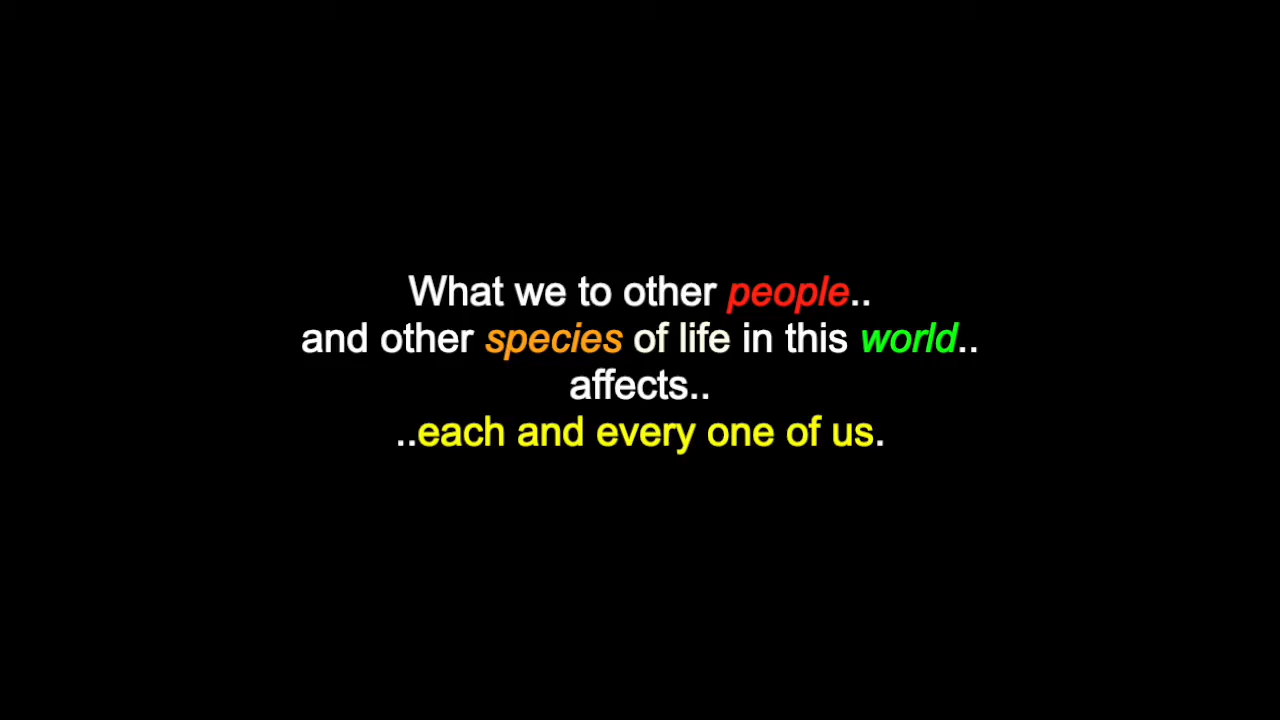 What we to other people..
and other species of life in this world..
affects..
..each and every one of us.